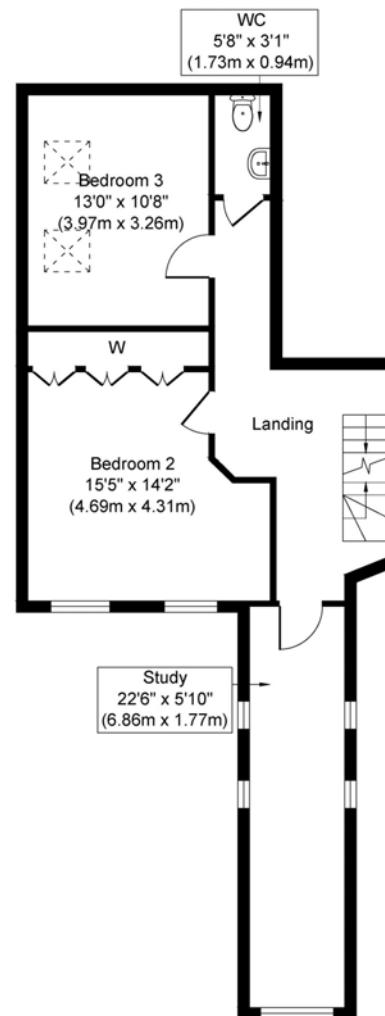 WC
5'8" x 3'1"
(1.73m x 0.94m)
Bedroom 3
13'0" x 10'8"
(3.97m x 3.26m)
W
Landing
Bedroom 2
15'5" x 14'2"
(4.69m x 4.31m)
Study
22'6" x 5'10"
(6.86m x 1.77m)